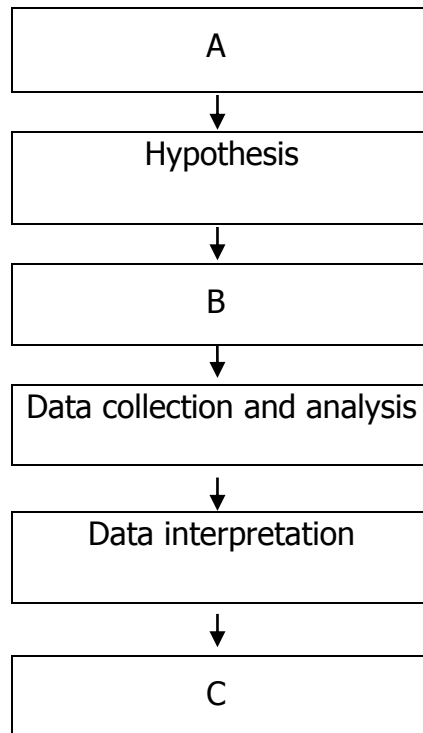 A
Hypothesis
B
Data collection and analysis
Data interpretation
C